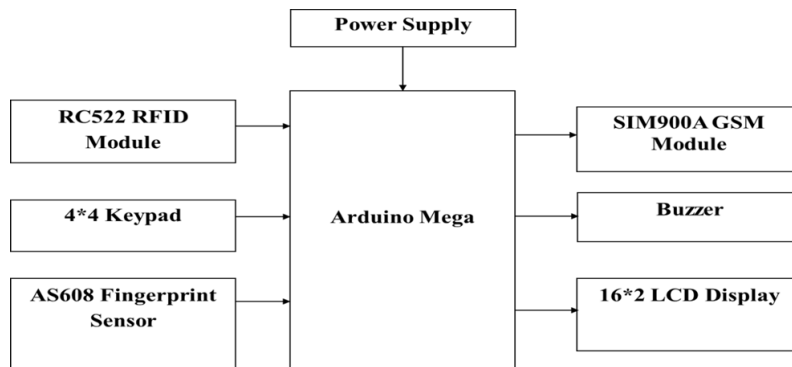 Power Supply
RC522 RFID
Module
4*4 Keypad
AS608 Fingerprint
Sensor
Arduino Mega
SIM900A GSM
Module
Buzzer
16*2 LCD Display